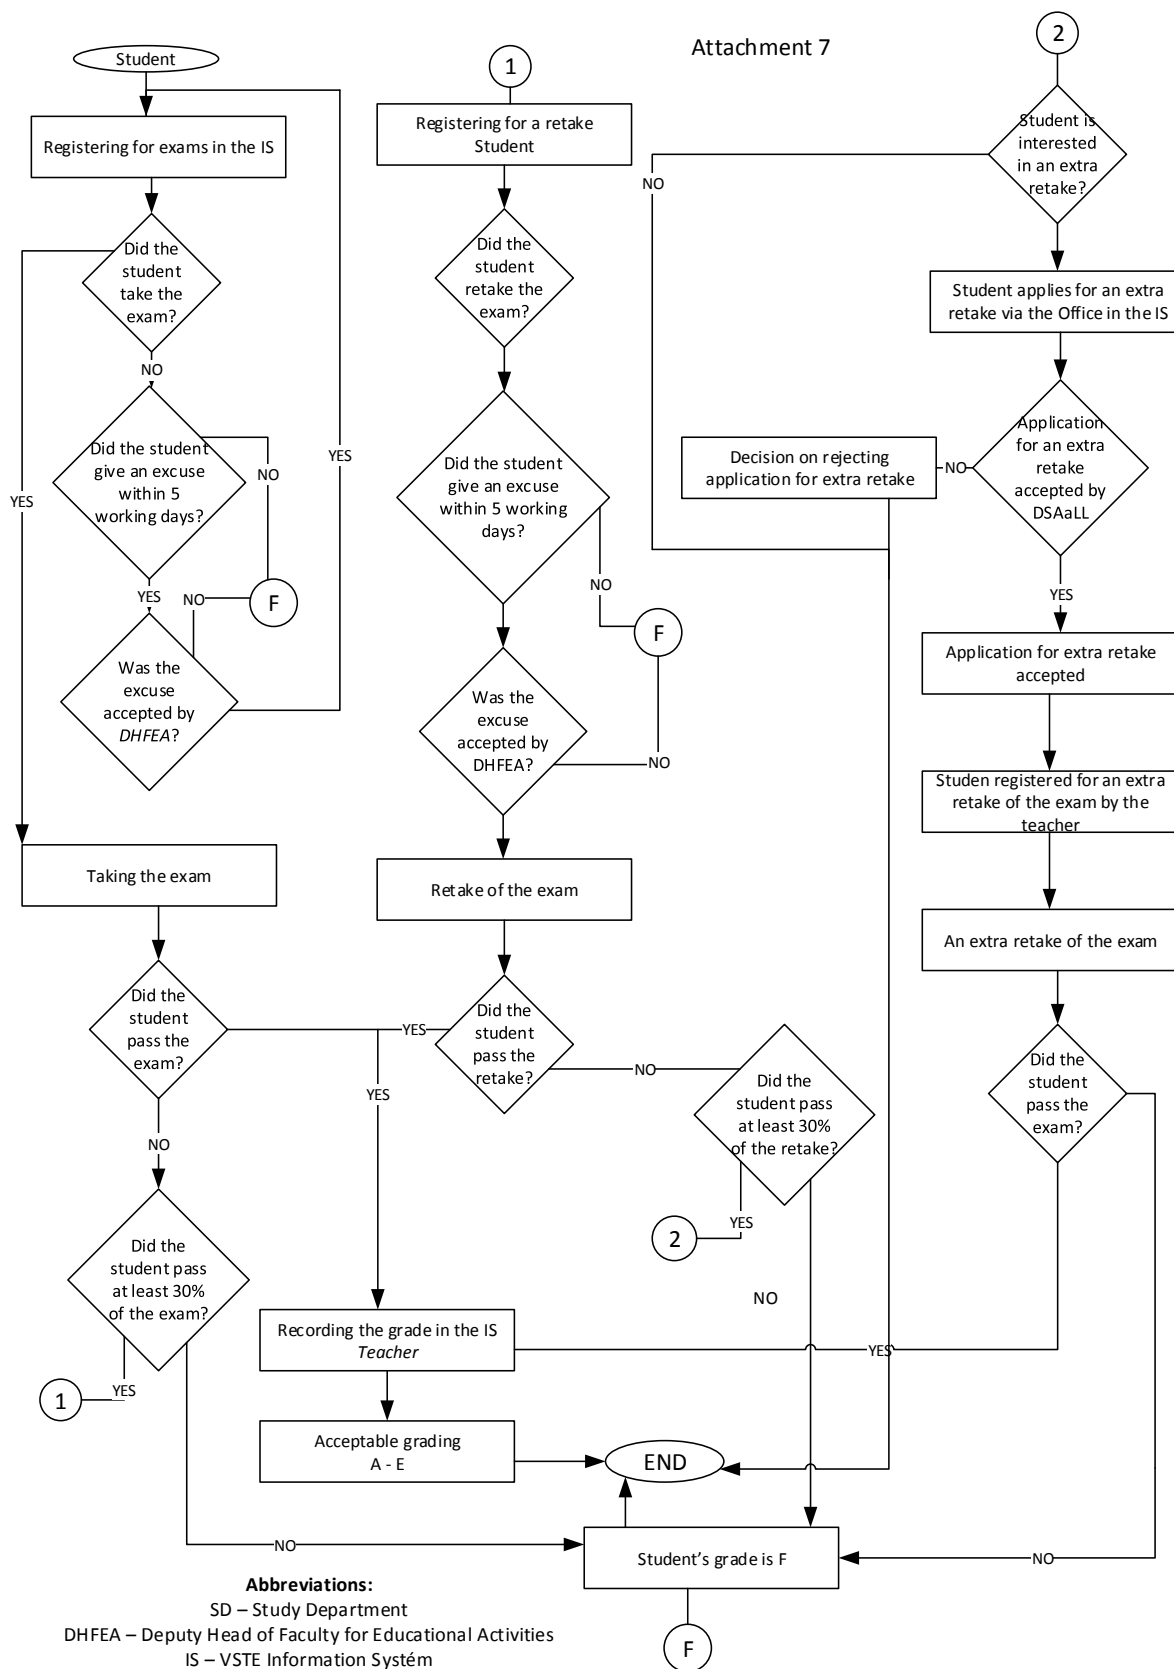 Attachment 7
Student
Registering for exams in the IS
Did the
student
take the
exam?
YES
NO
Did the student
give an excuse
within 5
working days?
NO
YES
YES
NO
F
Was the
excuse
accepted by
DHFEA?
Taking the exam
Did the
student
pass the
exam?
YES
NO
Did the
student pass
at least 30%
of the exam?
YES
1
NO
1
Registering for a retake
Student
Did the
student
retake the
exam?
Did the student
give an excuse
within 5 working
days?
NO
F
Was the
excuse
accepted by
DHFEA?
NO
Retake of the exam
Did the
student
pass the
retake?
YES
NO
Did the
student pass
at least 30%
of the retake?
YES
2
NO
Recording the grade in the IS
Teacher
Acceptable grading
A - E
END
Student's grade is F
F
2
Student is
interested
in an extra
retake?
NO
Student applies for an extra
retake via the Office in the IS
Application
for an extra
retake
accepted by
DSAaLL
NO
Decision on rejecting
application for extra retake
YES
Application for extra retake
accepted
Studen registered for an extra
retake of the exam by the
teacher
An extra retake of the exam
Did the
student
pass the
exam?
YES
NO
Abbreviations:
SD – Study Department
DHFEA – Deputy Head of Faculty for Educational Activities
IS – VSTE Information Systém